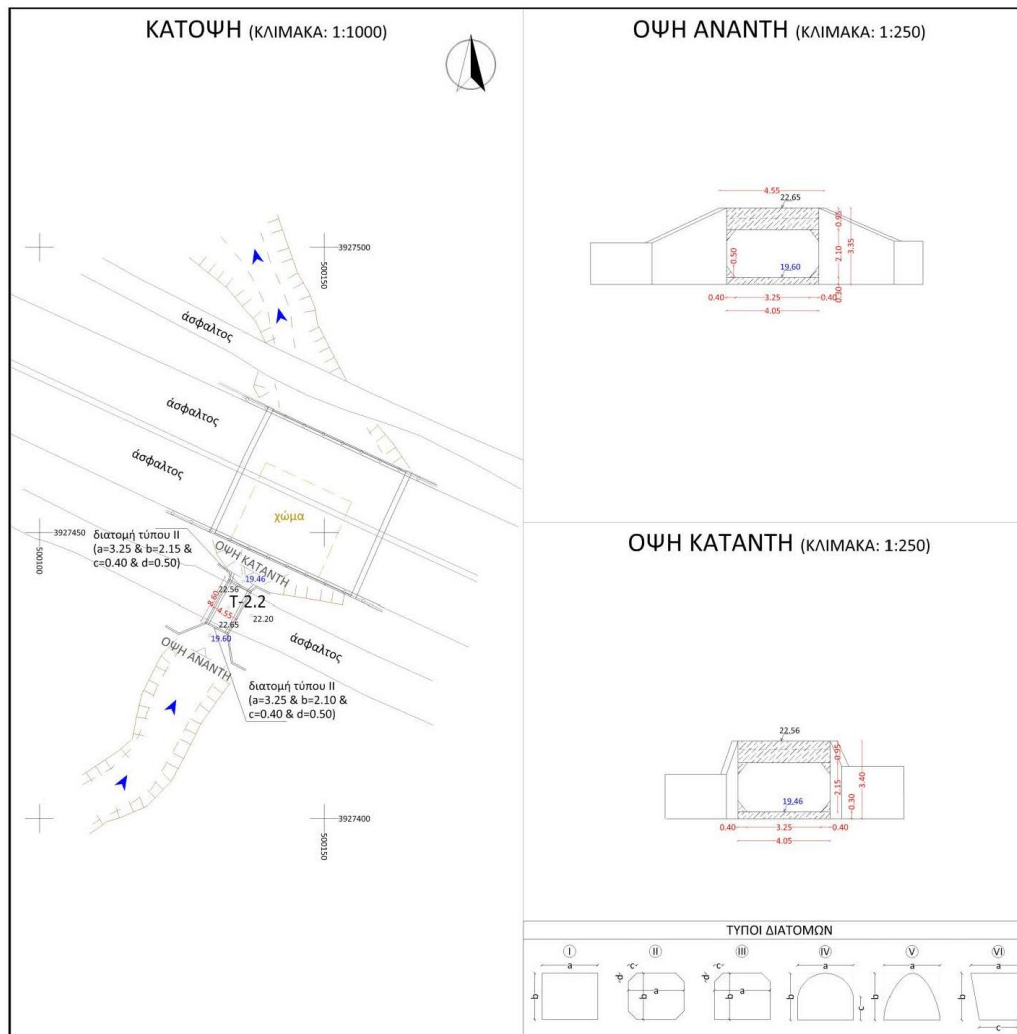 ΚΑΤΟΨΗ (ΚΛΙΜΑΚΑ: 1:1000)
3927500
500150
άσφαλτος
άσφαλτος
άσφαλτος
χώμα
3927450
500100
διατομή τύπου II
(a=3.25 & b=2.15 &
c=0.40 & d=0.50)
ΟΨΗ ΚΑΤΑΝΤΗ
19.46
22.56
8.60
T-2.2
4.55
22.20
22.65
19.60
άσφαλτος
ΟΨΗ ΑΝΑΝΤΗ
διατομή τύπου II
(a=3.25 & b=2.10 &
c=0.40 & d=0.50)
3927400
500150
ΟΨΗ ΑΝΑΝΤΗ (ΚΛΙΜΑΚΑ: 1:250)
4.55
22.65
0.95
0.50
2.10
3.35
19.60
0.30
0.40 3.25 0.40
4.05
ΟΨΗ ΚΑΤΑΝΤΗ (ΚΛΙΜΑΚΑ: 1:250)
22.56
0.95
2.15
3.40
19.46
0.30
0.40 3.25 0.40
4.05
ΤΥΠΟΙ ΔΙΑΤΟΜΩΝ
I II III IV V VI
a c c a a a
d d
b b a b a b c b b
c